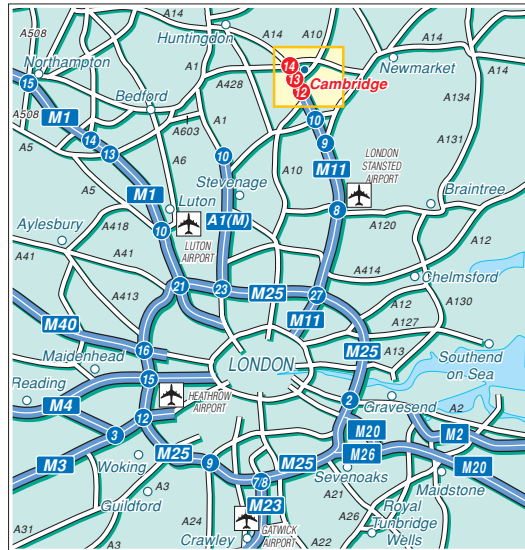 A14
A10
A508
Huntingdon
A14
A14
A10
A1
14
13
12
Cambridge
Newmarket
Northampton
15
A428
A134
Bedford
A14
A1
A508
M1
A603
10
A131
14
13
A5
A5
A6
10
9
M11
LONDON
STANSTED
AIRPORT
A10
Stevenage
M1
Luton
A1(M)
8
Braintree
Aylesbury
A418
10
LUTON
AIRPORT
A120
A12
A41
A41
A414
Chelmsford
21
23
M25
27
A413
M11
A12
A130
M40
A127
16
LONDON
M25
A13
Southend
on Sea
Maidenhead
15
Reading
HEATHROW
AIRPORT
M4
12
2
Gravesend
A2
3
M20
M2
M3
Woking
M25
9
M25
M26
7/8
Sevenoaks
M20
A3
Guildford
M23
Maidstone
A21
A31
A24
GATWICK
AIRPORT
A22
Royal
Tunbridge
Wells
A3
Crawley
A22
A26